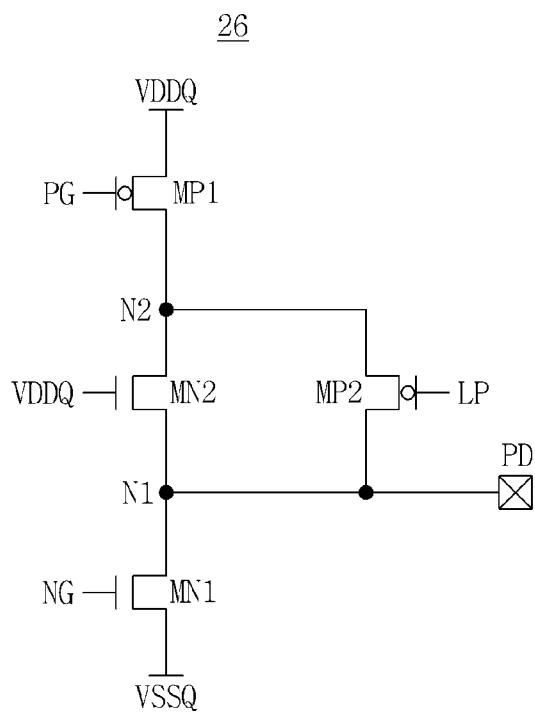 26
VDDQ
PG MP1
N2
VDDQ MN2 MP2 LP
PD
N1
NG MN1
VSSQ